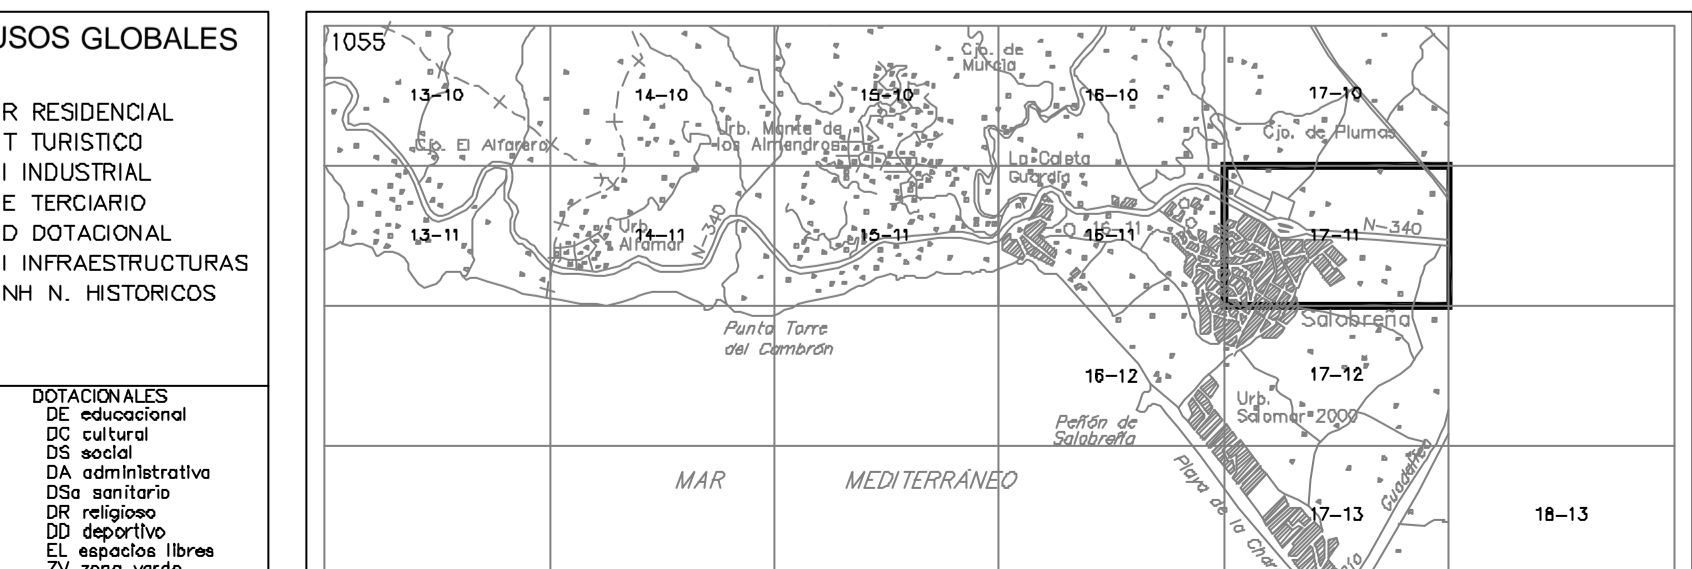 USOS GLOBALES
R RESIDENCIAL
T TURISTICO
I INDUSTRIAL
E TERCIARIO
D DOTACIONAL
I INFRAESTRUCTURAS
NH N. HISTORICOS
DOTACIONALES
DE educacional
DC cultural
DS social
DA administrativa
DSa sanitario
DR religioso
DD deportivo
EL espacios libres
ZV zona verde
1055
Cjo. de
Murcia
13-10
14-10
15-10
16-10
17-10
Cjo. El Alfarero
Urb. Monte de
los Almendros
Cjo. de Plumas
La Caleta
Guardia
13-11
Urb.
Alfamar
14-11
N-340
15-11
16-11
17-11
N-340
Punta Torre
del Cambrón
Salobreña
16-12
17-12
Urb.
Salomar 2000
Peñón de
Salobreña
MAR MEDITERRÁNEO
Playa de la Char
Guadalfeo
17-13
18-13